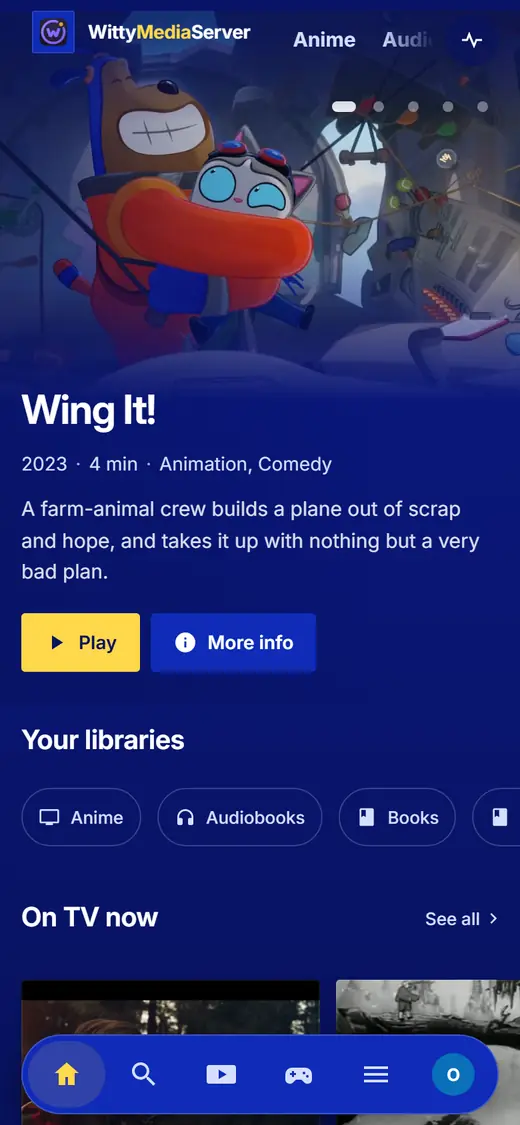 WittyMediaServer
Anime
Wing It!
2023 · 4 min · Animation, Comedy
A farm-animal crew builds a plane out of scrap
and hope, and takes it up with nothing but a very
bad plan.
Play
More info
Your libraries
Anime
Audiobooks
Books
On TV now
See all
O